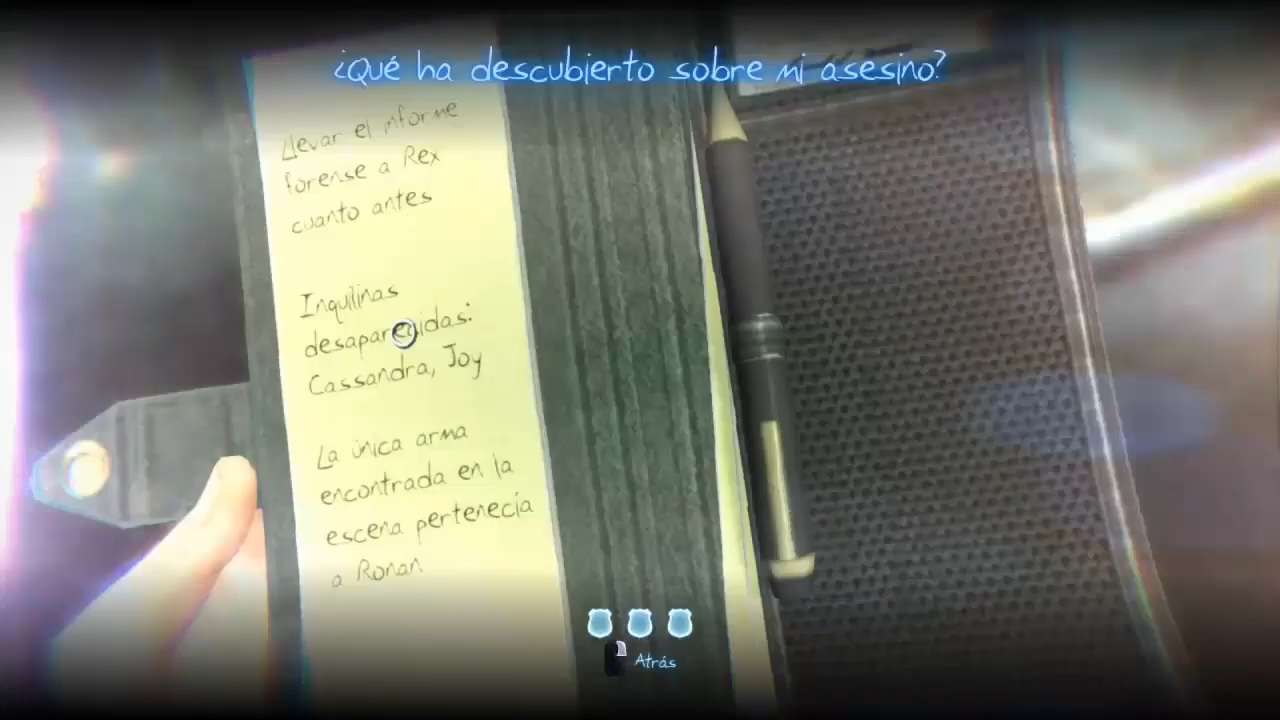 ¿Qué ha descubierto sobre mi asesino?
Llevar el informe
forense a Rex
cuanto antes
Inquilinas
desaparecidas:
Cassandra, Joy
La única arma
encontrada en la
escena pertenecía
a Ronan
Atrás